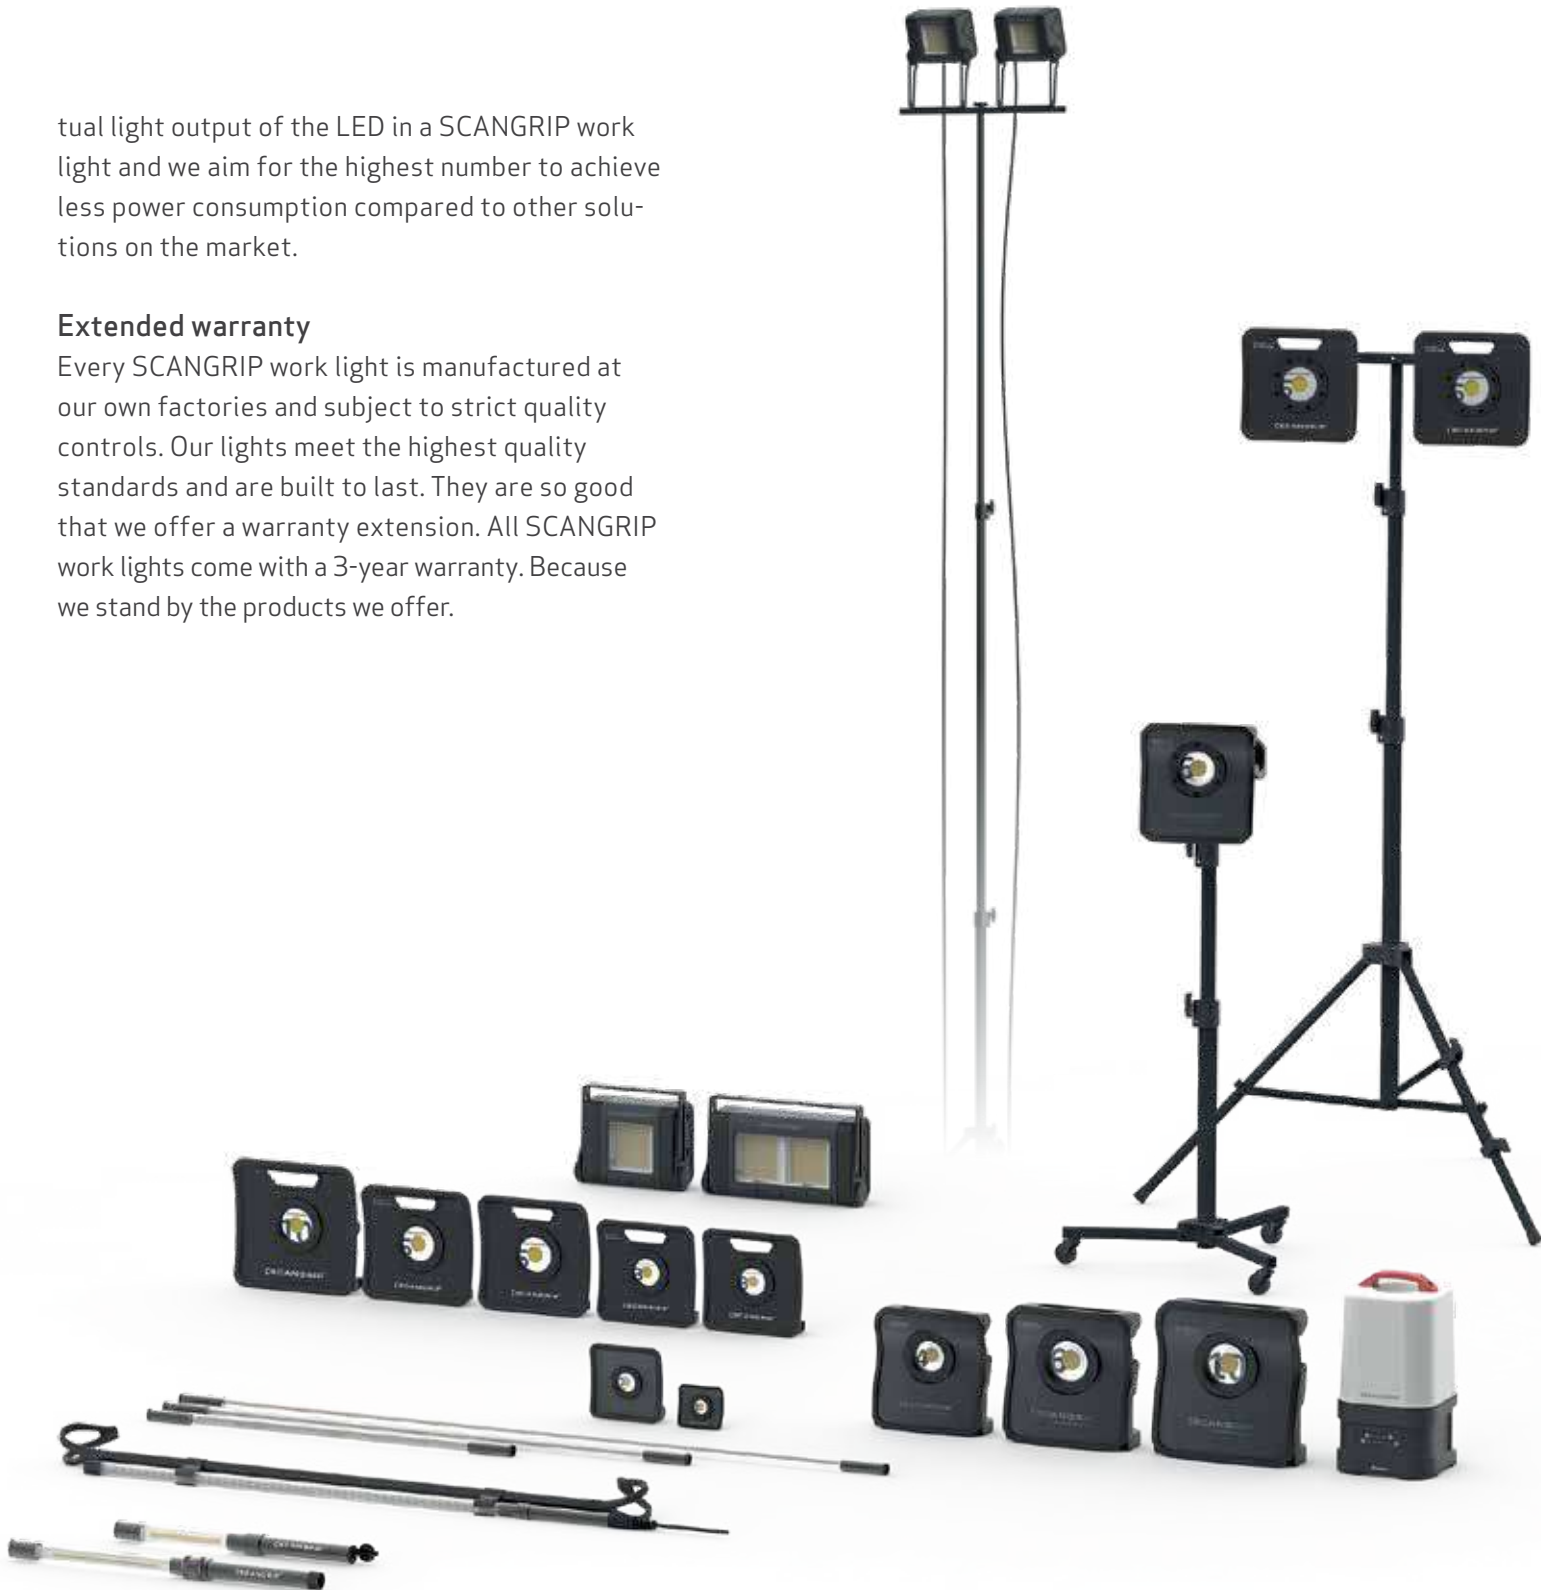 tual light output of the LED in a SCANGRIP work
light and we aim for the highest number to achieve
less power consumption compared to other solu-
tions on the market.
Extended warranty
Every SCANGRIP work light is manufactured at
our own factories and subject to strict quality
controls. Our lights meet the highest quality
standards and are built to last. They are so good
that we offer a warranty extension. All SCANGRIP
work lights come with a 3-year warranty. Because
we stand by the products we offer.